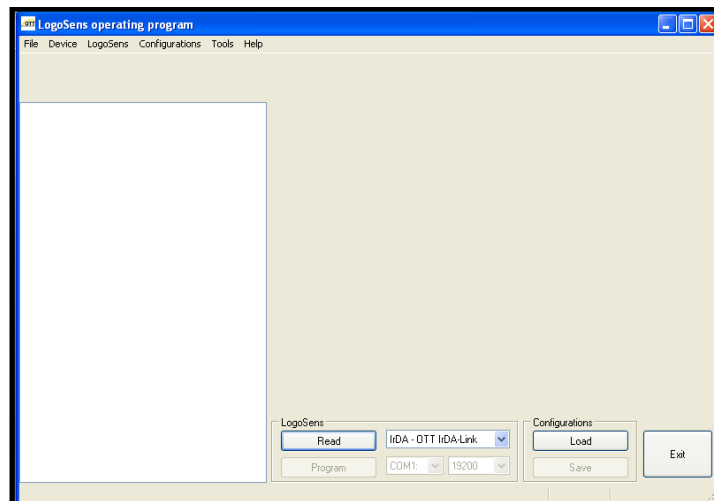 OTT LogoSens operating program
File Device LogoSens Configurations Tools Help
LogoSens
Read IrDA - OTT IrDA-Link
Program COM1: 19200
Configurations
Load
Save
Exit